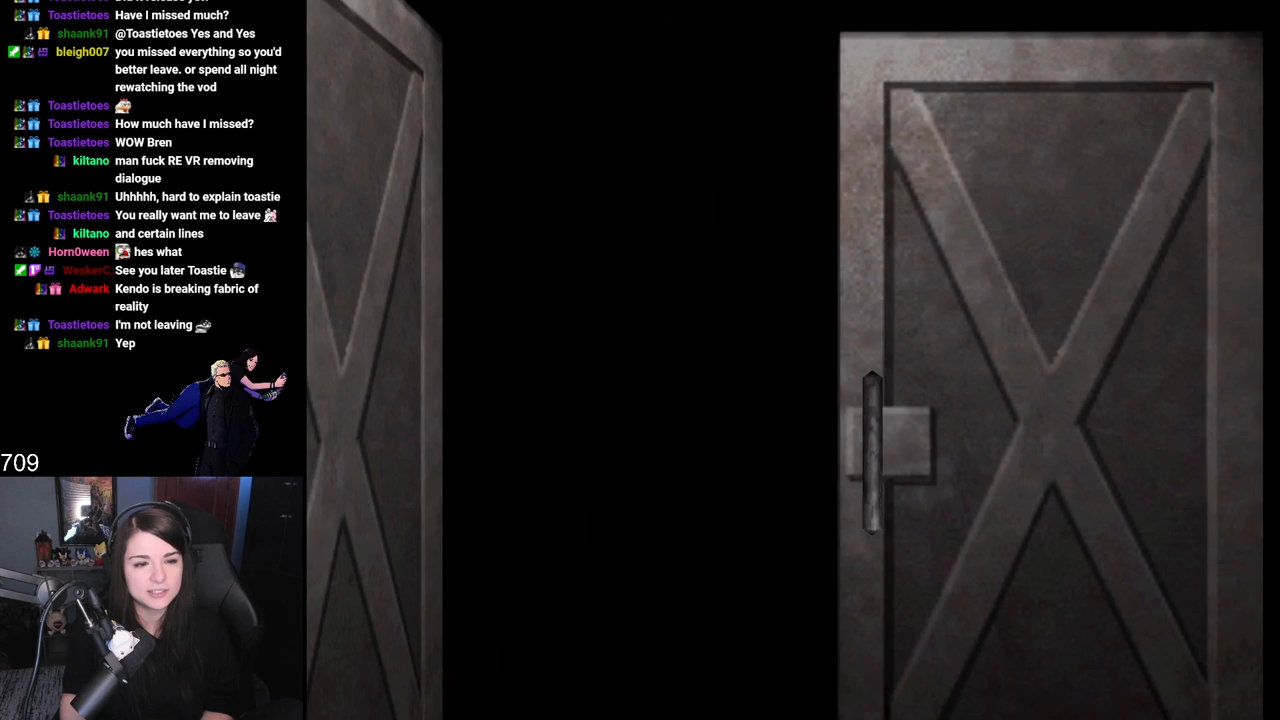 Toastietoes Have I missed much?
shaank91 @Toastietoes Yes and Yes
bleigh007 you missed everything so you'd
better leave. or spend all night
rewatching the vod
Toastietoes
Toastietoes How much have I missed?
Toastietoes WOW Bren
kiltano man fuck RE VR removing
dialogue
shaank91 Uhhhhh, hard to explain toastie
Toastietoes You really want me to leave
kiltano and certain lines
Horn0ween hes what
WeskerC See you later Toastie
Adwark Kendo is breaking fabric of
reality
Toastietoes I'm not leaving
shaank91 Yep
709